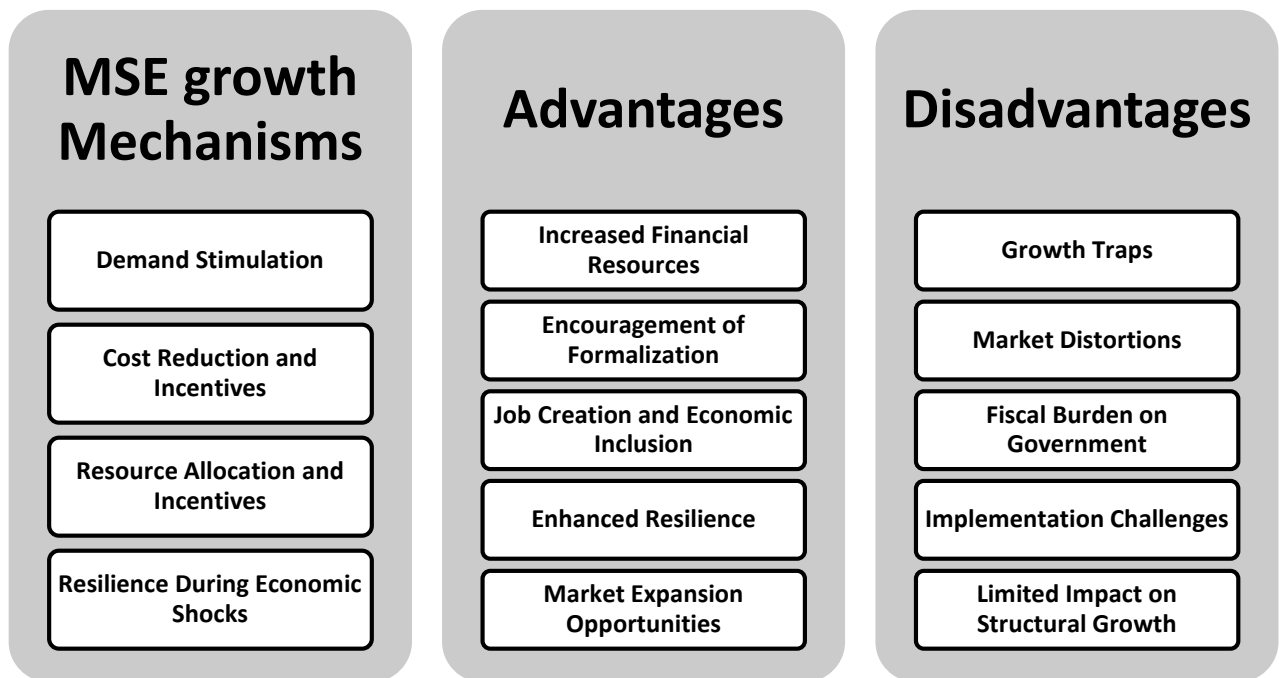 MSE growth
Mechanisms
Demand Stimulation
Cost Reduction and
Incentives
Resource Allocation and
Incentives
Resilience During Economic
Shocks
Advantages
Increased Financial
Resources
Encouragement of
Formalization
Job Creation and Economic
Inclusion
Enhanced Resilience
Market Expansion
Opportunities
Disadvantages
Growth Traps
Market Distortions
Fiscal Burden on
Government
Implementation Challenges
Limited Impact on
Structural Growth